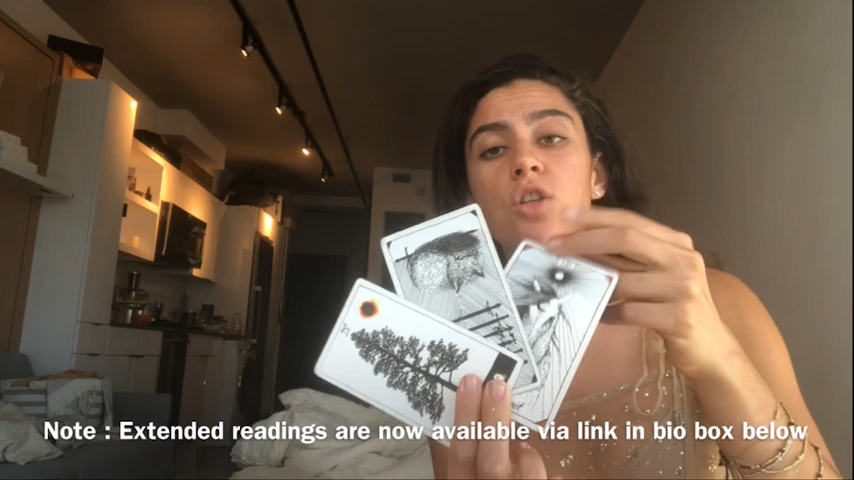 Note : Extended readings are now available via link in bio box below